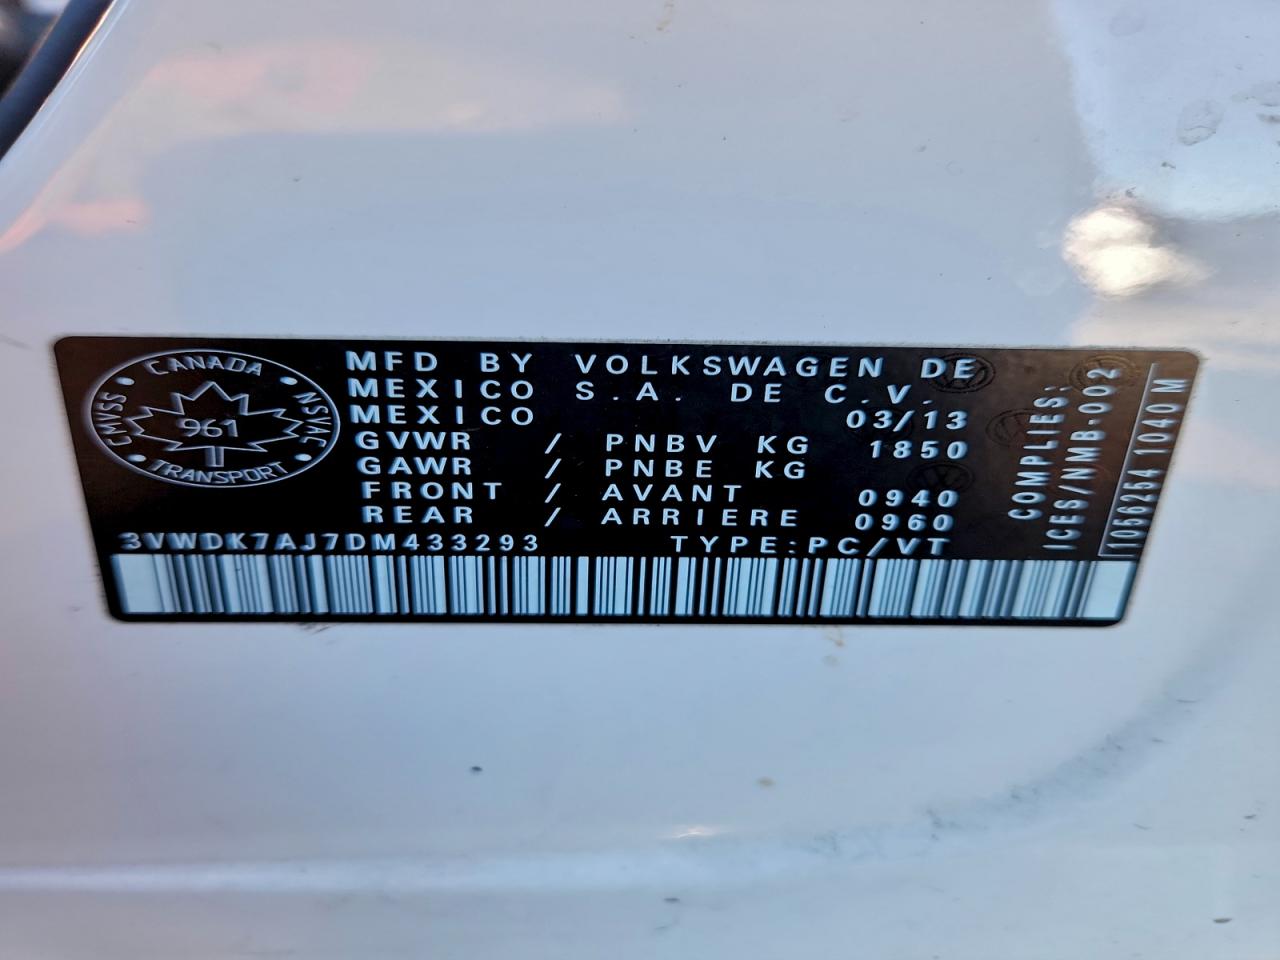 CANADA
CMVSS NSVAC
961
TRANSPORT
MFD BY VOLKSWAGEN DE
MEXICO S.A. DE C.V.
MEXICO 03/13
GVWR / PNBV KG 1850
GAWR / PNBE KG
FRONT / AVANT 0940
REAR / ARRIERE 0960
3VWDK7AJ7DM433293 TYPE:PC/VT
COMPLIES:
ICES/NMB-002
1056254 1040 M